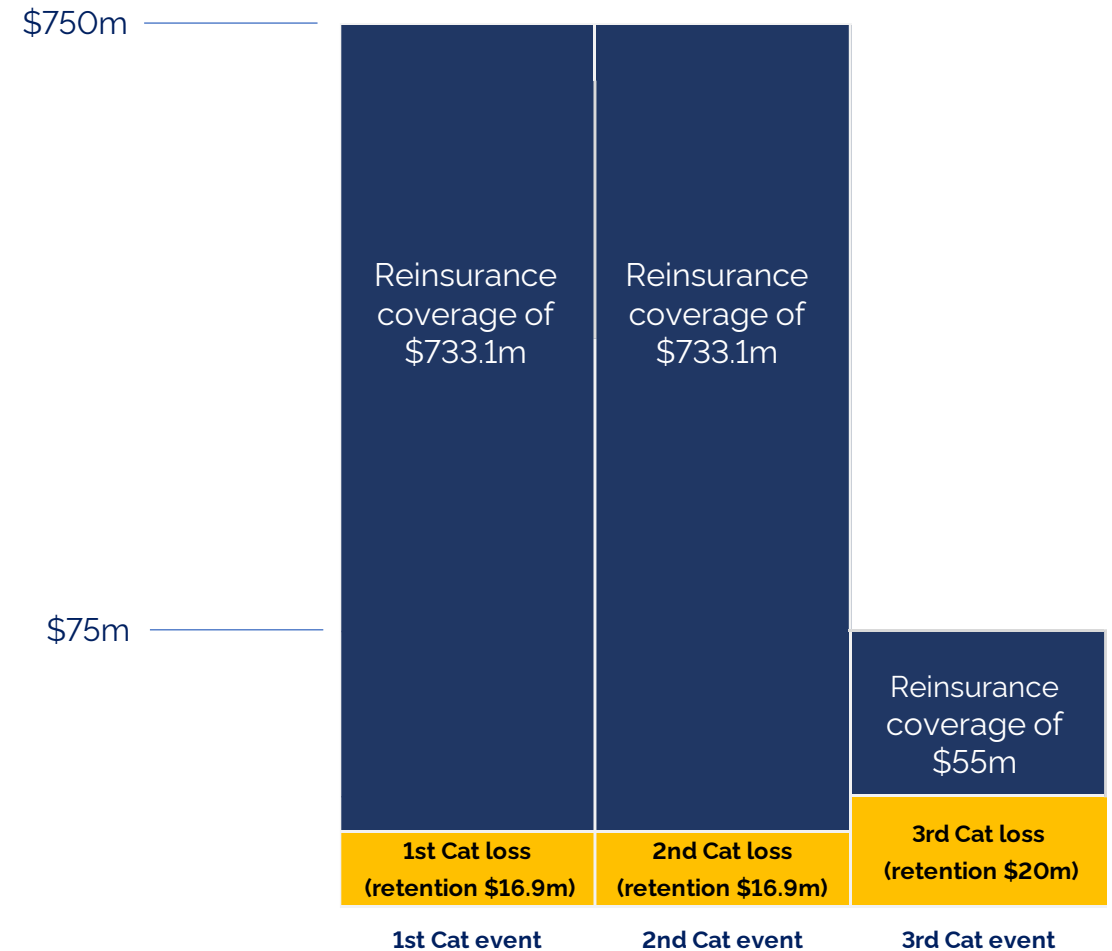 $750m
Reinsurance
coverage of
$733.1m
Reinsurance
coverage of
$733.1m
$75m
Reinsurance
coverage of
$55m
1st Cat loss
(retention $16.9m)
2nd Cat loss
(retention $16.9m)
3rd Cat loss
(retention $20m)
1st Cat event
2nd Cat event
3rd Cat event